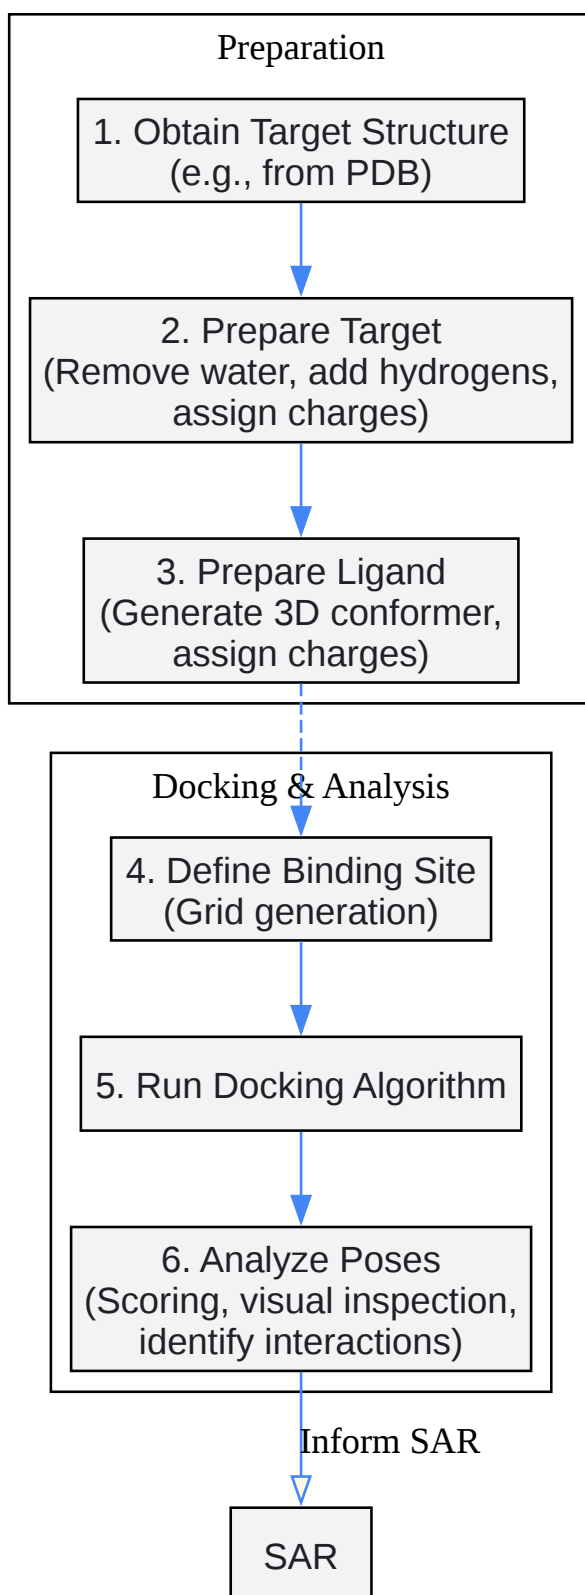 Preparation
1. Obtain Target Structure
(e.g., from PDB)
2. Prepare Target
(Remove water, add hydrogens,
assign charges)
3. Prepare Ligand
(Generate 3D conformer,
assign charges)
Docking & Analysis
4. Define Binding Site
(Grid generation)
5. Run Docking Algorithm
6. Analyze Poses
(Scoring, visual inspection,
identify interactions)
Inform SAR
SAR